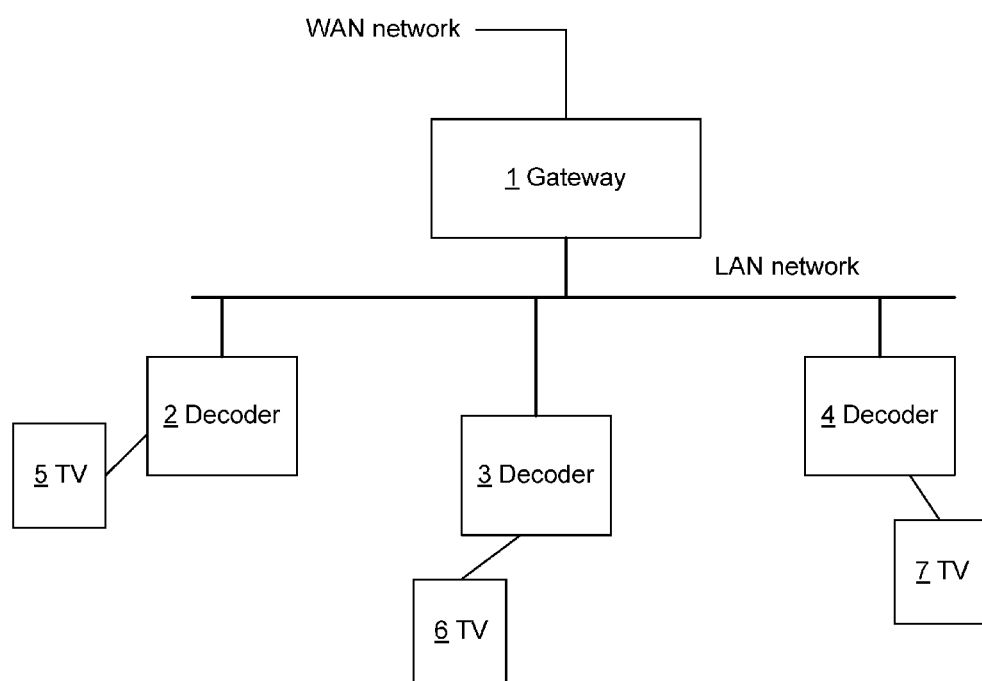 WAN network
1 Gateway
LAN network
2 Decoder
4 Decoder
5 TV
3 Decoder
7 TV
6 TV